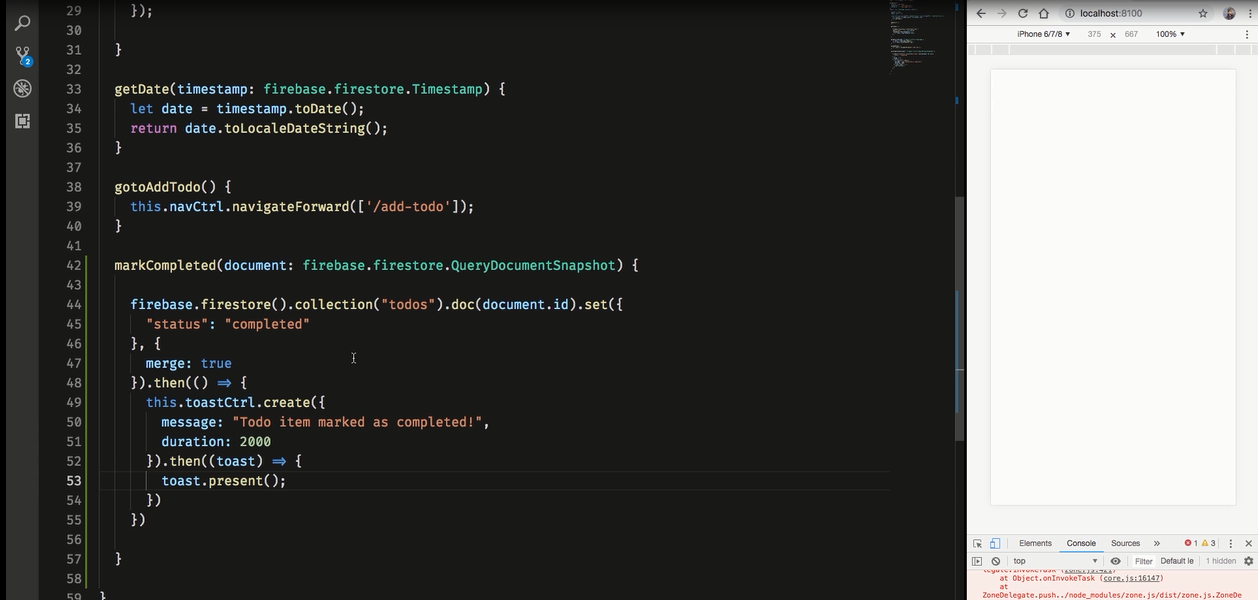 29 });
30
31 }
32
33 getDate(timestamp: firebase.firestore.Timestamp) {
34 let date = timestamp.toDate();
35 return date.toLocaleDateString();
36 }
37
38 gotoAddTodo() {
39 this.navCtrl.navigateForward(['/add-todo']);
40 }
41
42 markCompleted(document: firebase.firestore.QueryDocumentSnapshot) {
43
44 firebase.firestore().collection("todos").doc(document.id).set({
45 "status": "completed"
46 }, {
47 merge: true
48 }).then(() => {
49 this.toastCtrl.create({
50 message: "Todo item marked as completed!",
51 duration: 2000
52 }).then((toast) => {
53 toast.present();
54 })
55 })
56
57 }
58
59 }
2
localhost:8100
iPhone 6/7/8 ▼ 375 x 667 100% ▼
Elements Console Sources » 1 3
top ▼ Filter Default le 1 hidden
legate.invokeTask (zone.js:421)
at Object.onInvokeTask (core.js:16147)
at
ZoneDelegate.push../node_modules/zone.js/dist/zone.js.ZoneDe